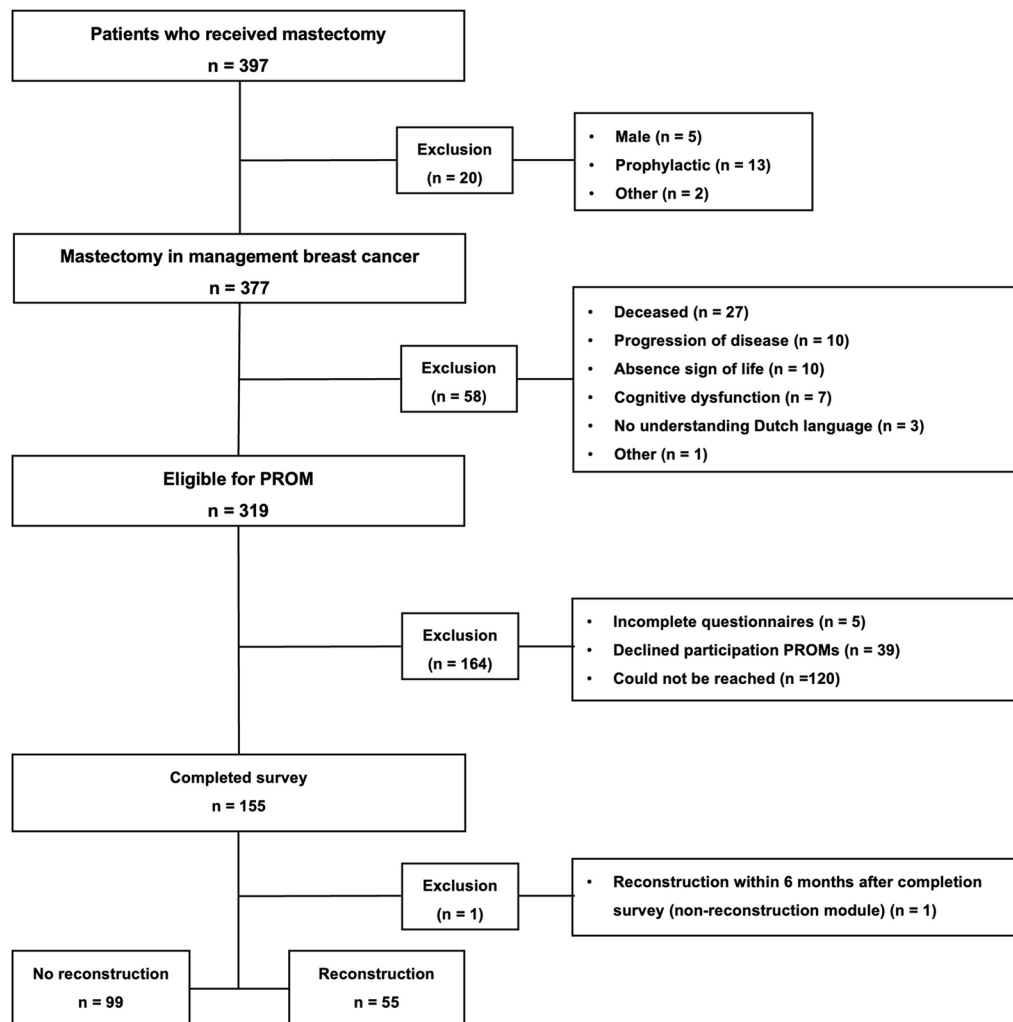 Patients who received mastectomy
n = 397
Exclusion
(n = 20)
• Male (n = 5)
• Prophylactic (n = 13)
• Other (n = 2)
Mastectomy in management breast cancer
n = 377
Exclusion
(n = 58)
• Deceased (n = 27)
• Progression of disease (n = 10)
• Absence sign of life (n = 10)
• Cognitive dysfunction (n = 7)
• No understanding Dutch language (n = 3)
• Other (n = 1)
Eligible for PROM
n = 319
Exclusion
(n = 164)
• Incomplete questionnaires (n = 5)
• Declined participation PROMs (n = 39)
• Could not be reached (n =120)
Completed survey
n = 155
Exclusion
(n = 1)
• Reconstruction within 6 months after completion
survey (non-reconstruction module) (n = 1)
No reconstruction
n = 99
Reconstruction
n = 55